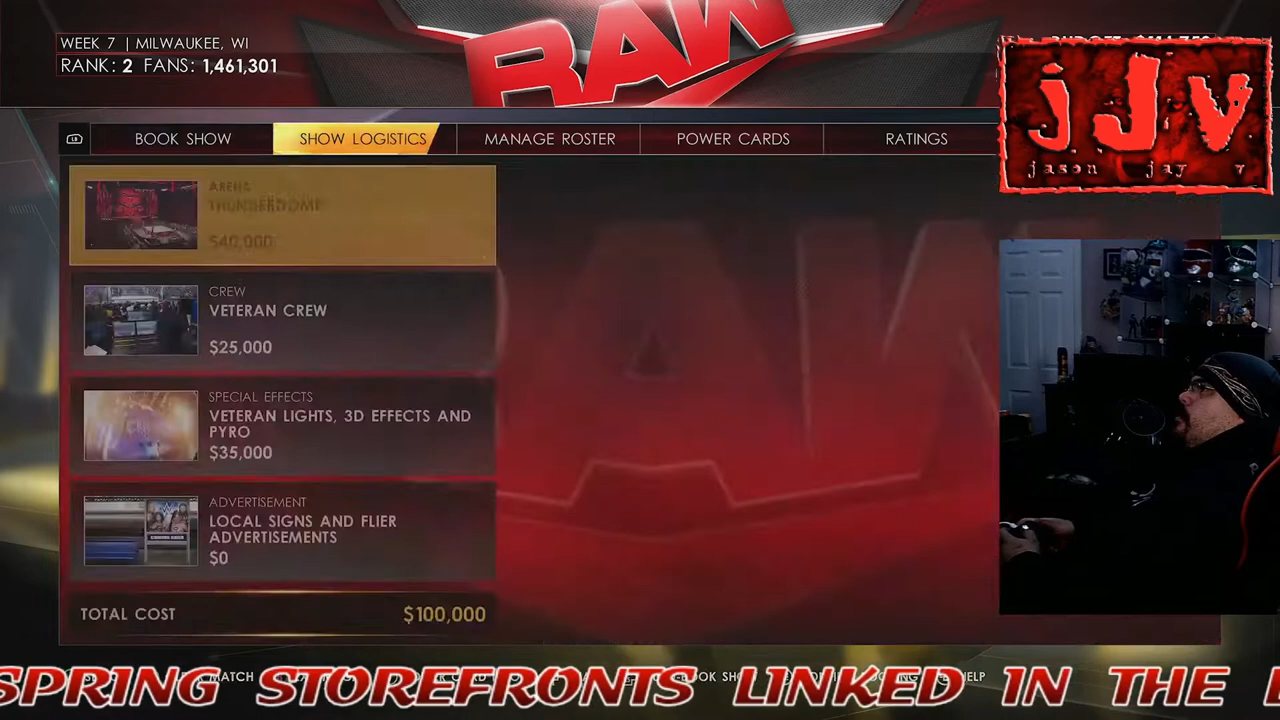 WEEK 7 | MILWAUKEE, WI
RANK: 2 FANS: 1,461,301
RAW
jJv
jason jay v
BOOK SHOW
SHOW LOGISTICS
MANAGE ROSTER
POWER CARDS
RATINGS
ARENA
THUNDERDOME
$40,000
CREW
VETERAN CREW
$25,000
SPECIAL EFFECTS
VETERAN LIGHTS, 3D EFFECTS AND
PYRO
$35,000
ADVERTISEMENT
LOCAL SIGNS AND FLIER
ADVERTISEMENTS
$0
TOTAL COST $100,000
SPRING STOREFRONTS LINKED IN THE